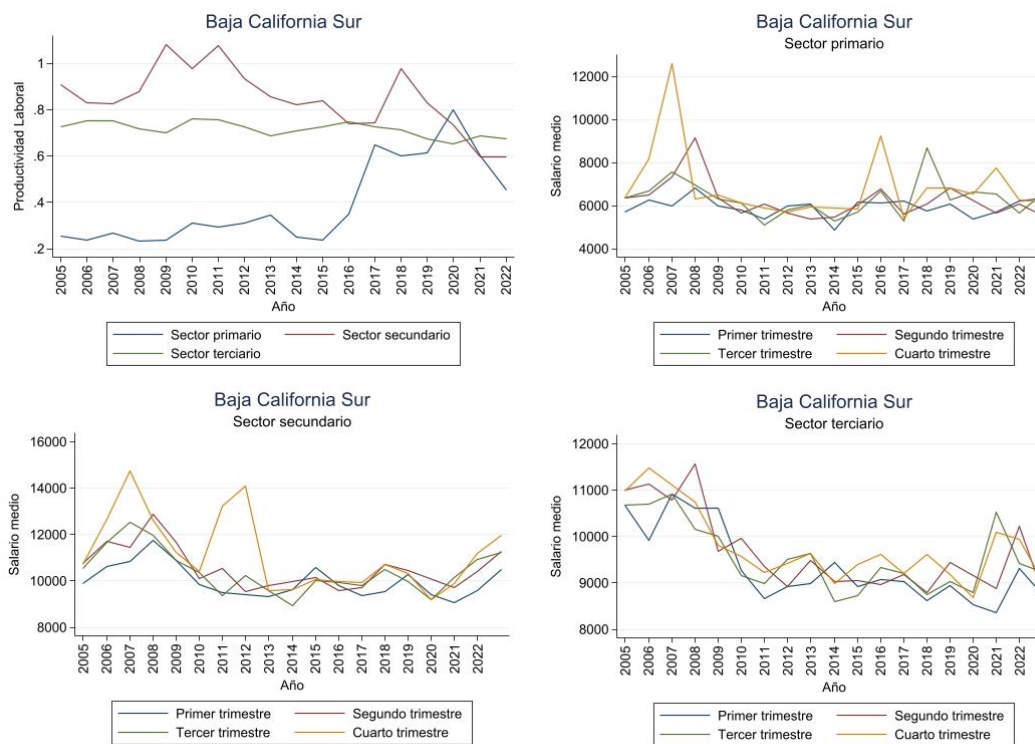 Baja California Sur
Productividad Laboral
1
.8
.6
.4
.2
2005 2006 2007 2008 2009 2010 2011 2012 2013 2014 2015 2016 2017 2018 2019 2020 2021 2022
Año
Sector primario Sector secundario
Sector terciario
Baja California Sur
Sector primario
Salario medio
12000
10000
8000
6000
4000
2005 2006 2007 2008 2009 2010 2011 2012 2013 2014 2015 2016 2017 2018 2019 2020 2021 2022
Año
Primer trimestre Segundo trimestre
Tercer trimestre Cuarto trimestre
Baja California Sur
Sector secundario
Salario medio
16000
14000
12000
10000
8000
2005 2006 2007 2008 2009 2010 2011 2012 2013 2014 2015 2016 2017 2018 2019 2020 2021 2022
Año
Primer trimestre Segundo trimestre
Tercer trimestre Cuarto trimestre
Baja California Sur
Sector terciario
Salario medio
12000
11000
10000
9000
8000
2005 2006 2007 2008 2009 2010 2011 2012 2013 2014 2015 2016 2017 2018 2019 2020 2021 2022
Año
Primer trimestre Segundo trimestre
Tercer trimestre Cuarto trimestre